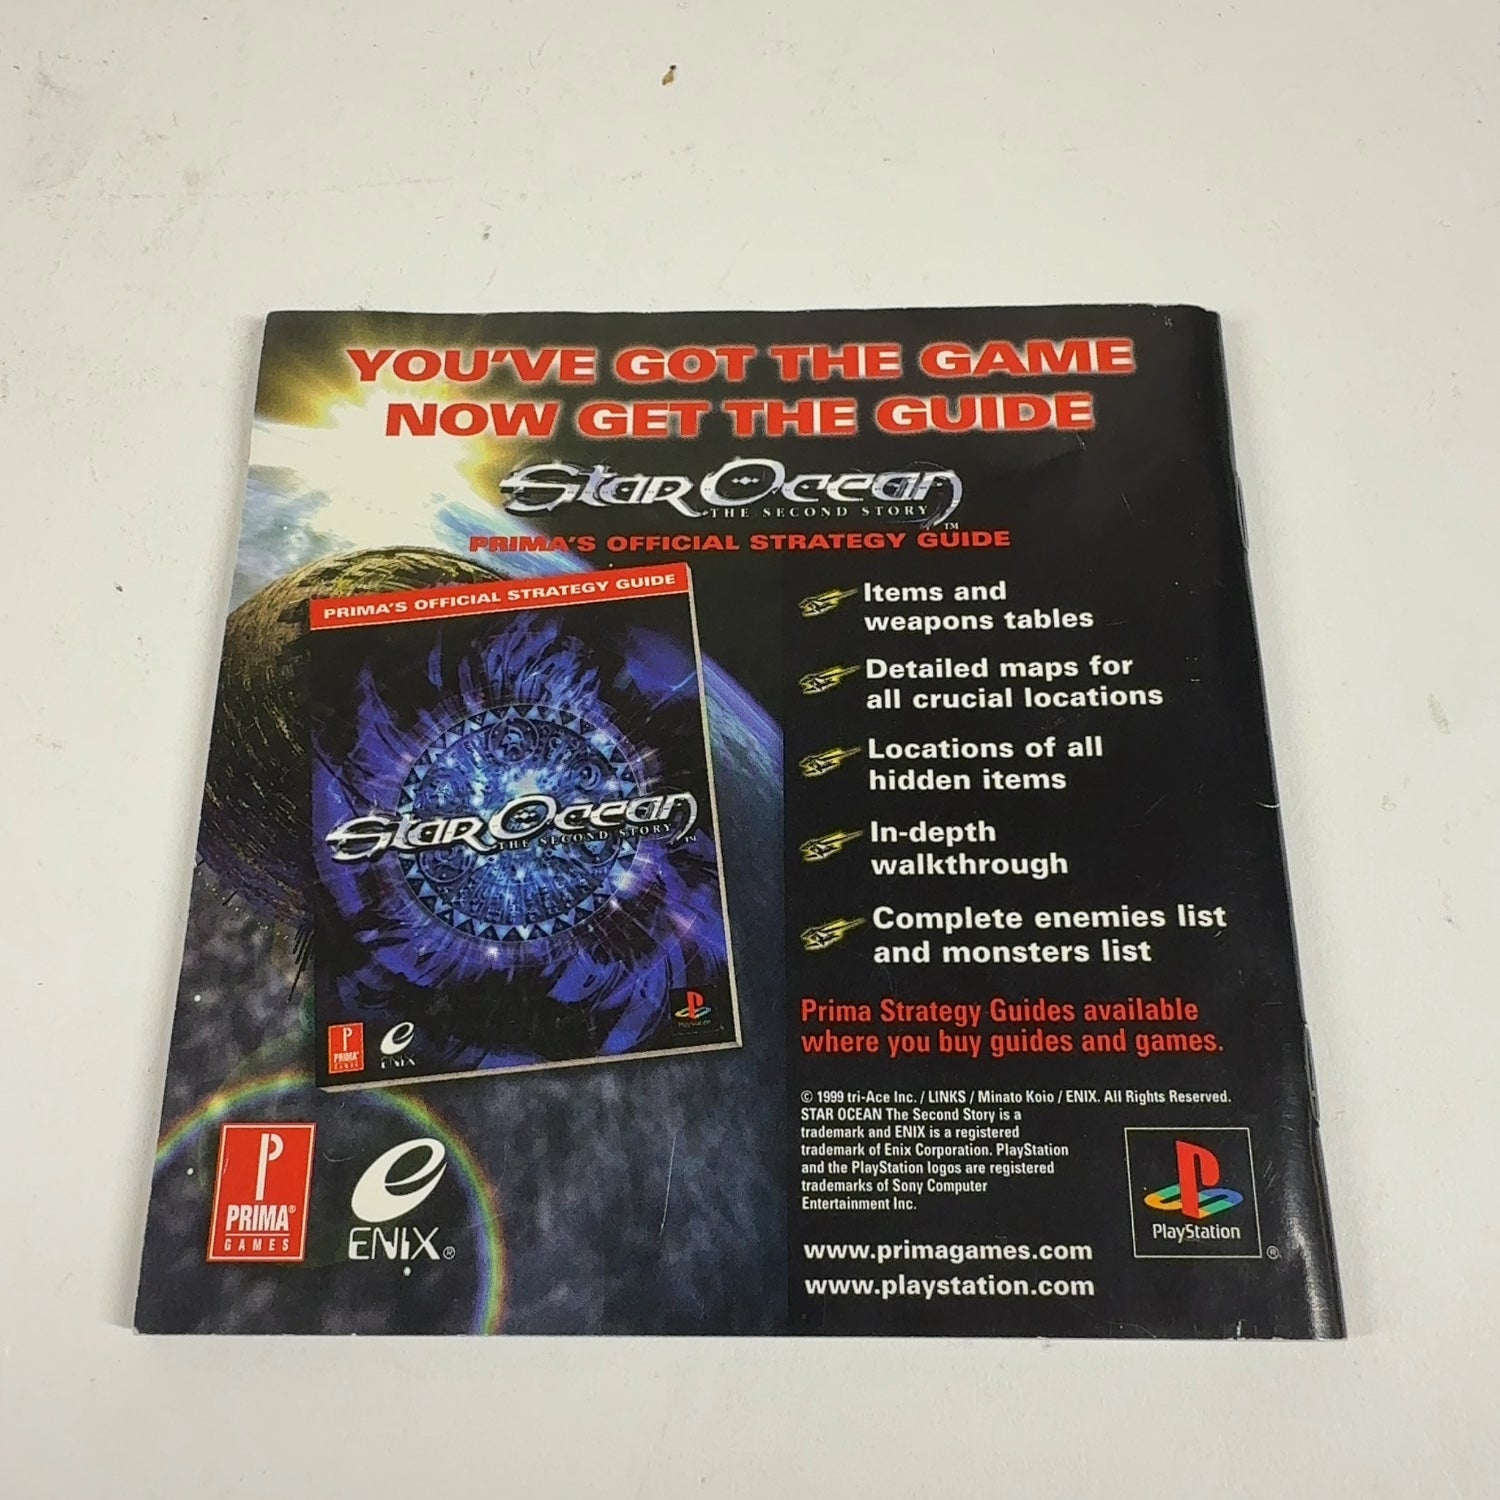 YOU'VE GOT THE GAME
NOW GET THE GUIDE
Star Ocean
THE SECOND STORY
TM
PRIMA'S OFFICIAL STRATEGY GUIDE
PRIMA'S OFFICIAL STRATEGY GUIDE
Star Ocean
THE SECOND STORY
TM
PRIMA
GAMES
ENIX
PlayStation
Items and
weapons tables
Detailed maps for
all crucial locations
Locations of all
hidden items
In-depth
walkthrough
Complete enemies list
and monsters list
Prima Strategy Guides available
where you buy guides and games.
© 1999 tri-Ace Inc. / LINKS / Minato Koio / ENIX. All Rights Reserved.
STAR OCEAN The Second Story is a
trademark and ENIX is a registered
trademark of Enix Corporation. PlayStation
and the PlayStation logos are registered
trademarks of Sony Computer
Entertainment Inc.
www.primagames.com
www.playstation.com
PRIMA®
GAMES
ENIX®
PlayStation
®